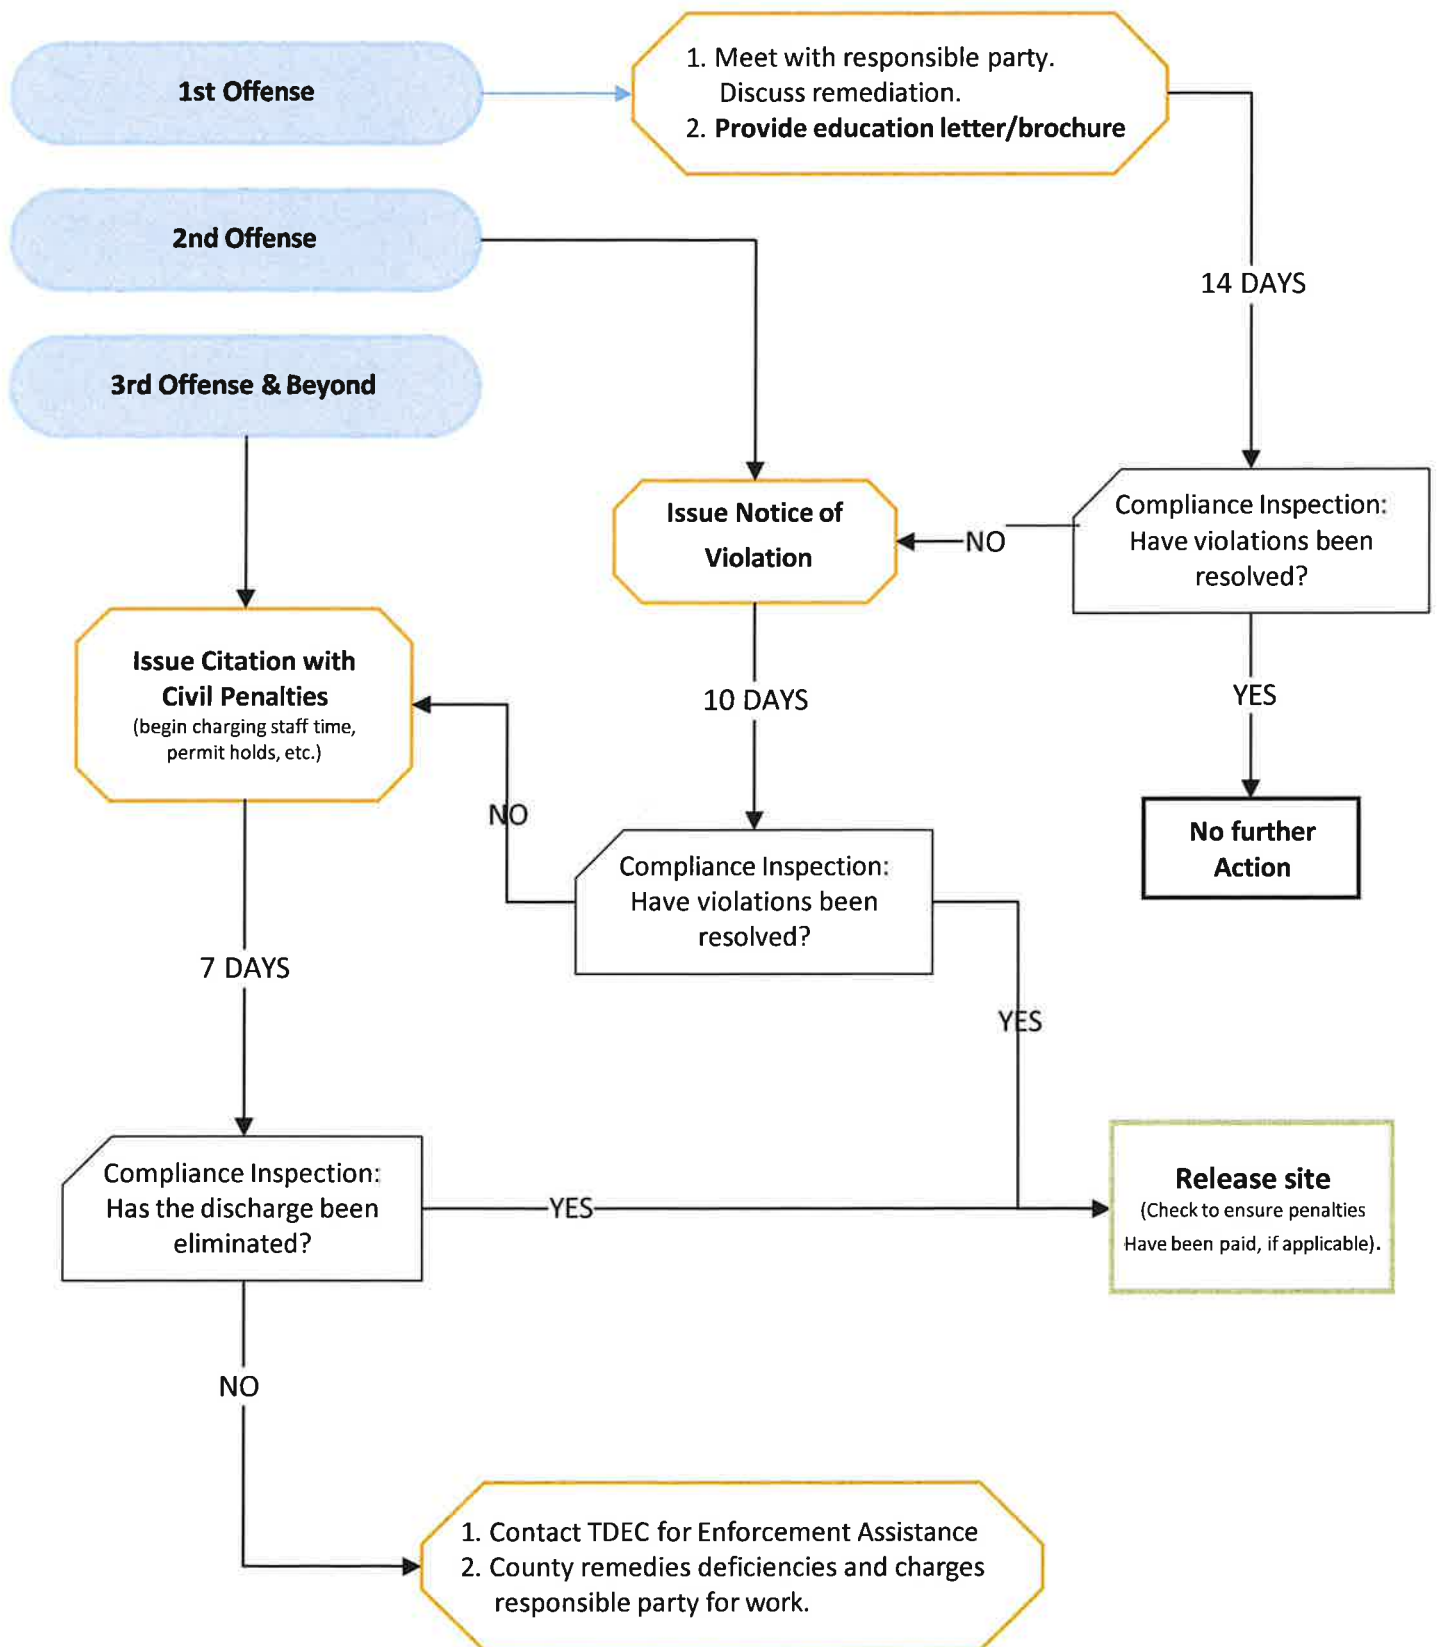 1st Offense
1. Meet with responsible party.
Discuss remediation.
2. Provide education letter/brochure
2nd Offense
14 DAYS
3rd Offense & Beyond
Issue Notice of
Violation
NO
Compliance Inspection:
Have violations been
resolved?
Issue Citation with
Civil Penalties
(begin charging staff time,
permit holds, etc.)
10 DAYS
YES
NO
No further
Action
Compliance Inspection:
Have violations been
resolved?
7 DAYS
YES
Compliance Inspection:
Has the discharge been
eliminated?
YES
Release site
(Check to ensure penalties
Have been paid, if applicable).
NO
1. Contact TDEC for Enforcement Assistance
2. County remedies deficiencies and charges
responsible party for work.